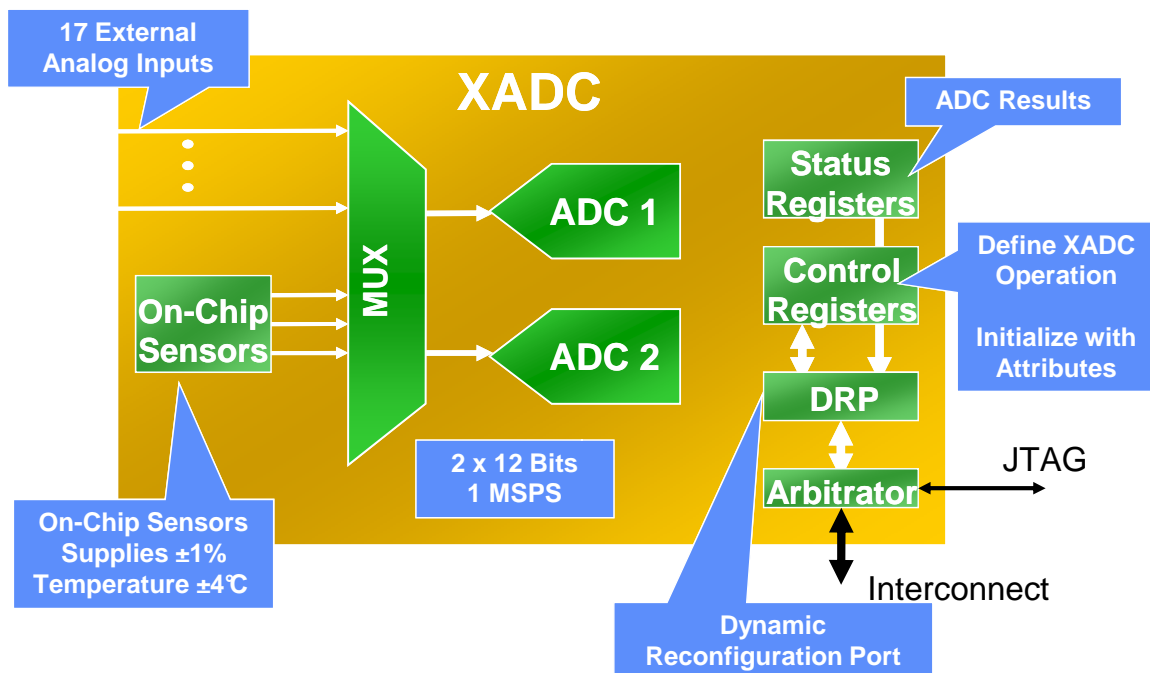 17 External
Analog Inputs
XADC
ADC Results
Status
Registers
ADC 1
MUX
Define XADC
Operation
Initialize with
Attributes
Control
Registers
On-Chip
Sensors
ADC 2
DRP
2 x 12 Bits
1 MSPS
JTAG
Arbitrator
On-Chip Sensors
Supplies ±1%
Temperature ±4°C
Interconnect
Dynamic
Reconfiguration Port